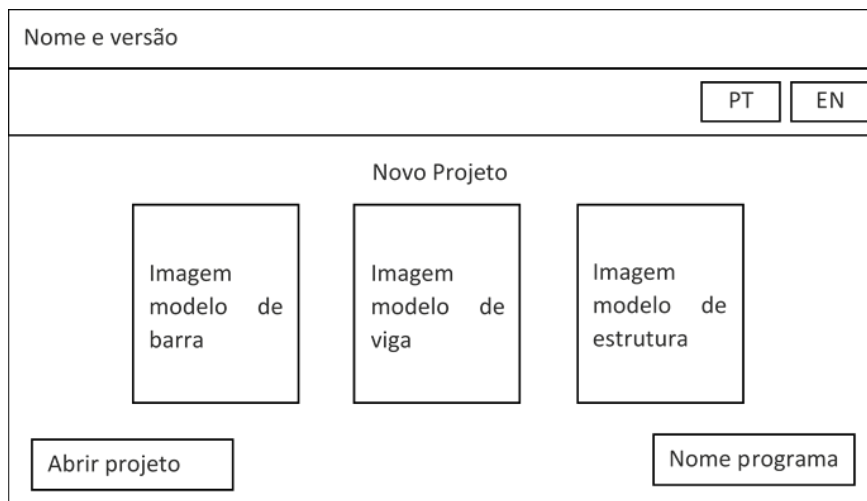 Nome e versão
PT EN
Novo Projeto
Imagem
modelo de
barra
Imagem
modelo de
viga
Imagem
modelo de
estrutura
Abrir projeto
Nome programa